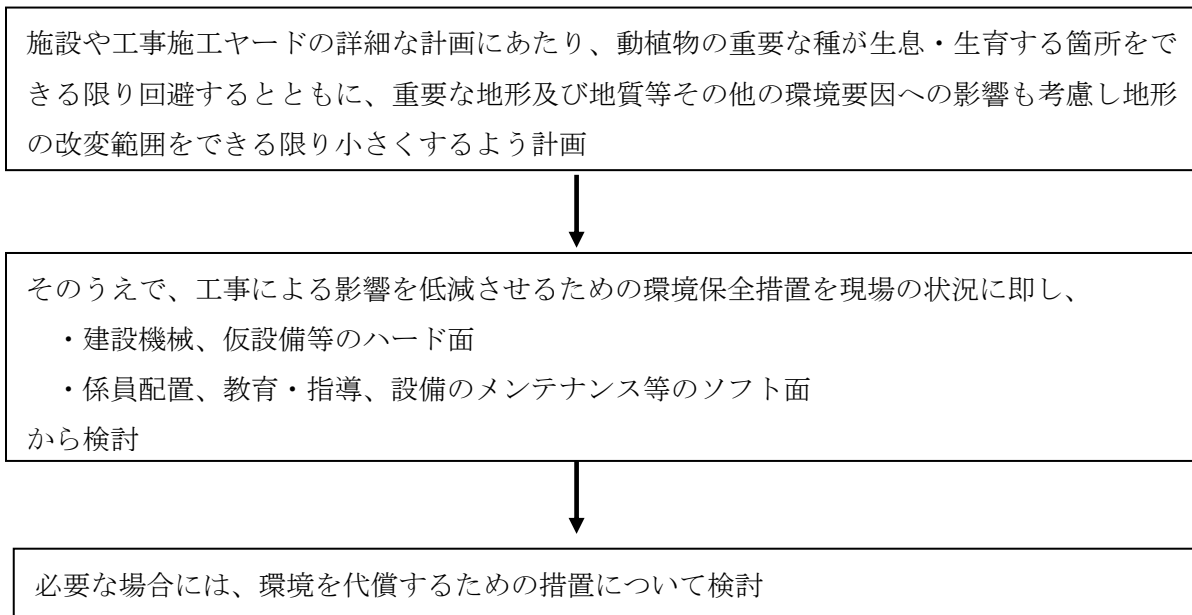 施設や工事施工ヤードの詳細な計画にあたり、動植物の重要な種が生息・生育する箇所をで
きる限り回避するとともに、重要な地形及び地質等その他の環境要因への影響も考慮し地形
の改変範囲をできる限り小さくするよう計画
そのうえで、工事による影響を低減させるための環境保全措置を現場の状況に即し、
・建設機械、仮設備等のハード面
・係員配置、教育・指導、設備のメンテナンス等のソフト面
から検討
必要な場合には、環境を代償するための措置について検討